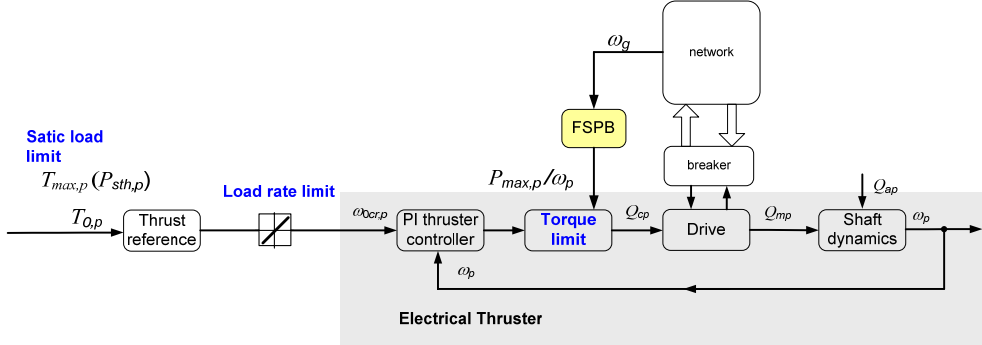 network
ω_g
FSPB
Satic load
limit
T_max,p (P_sth,p)
breaker
P_max,p/ω_p
Load rate limit
Q_ap
T_0,p
Thrust
reference
ω_0cr,p
PI thruster
controller
Torque
limit
Q_cp
Drive
Q_mp
Shaft
dynamics
ω_p
ω_p
Electrical Thruster